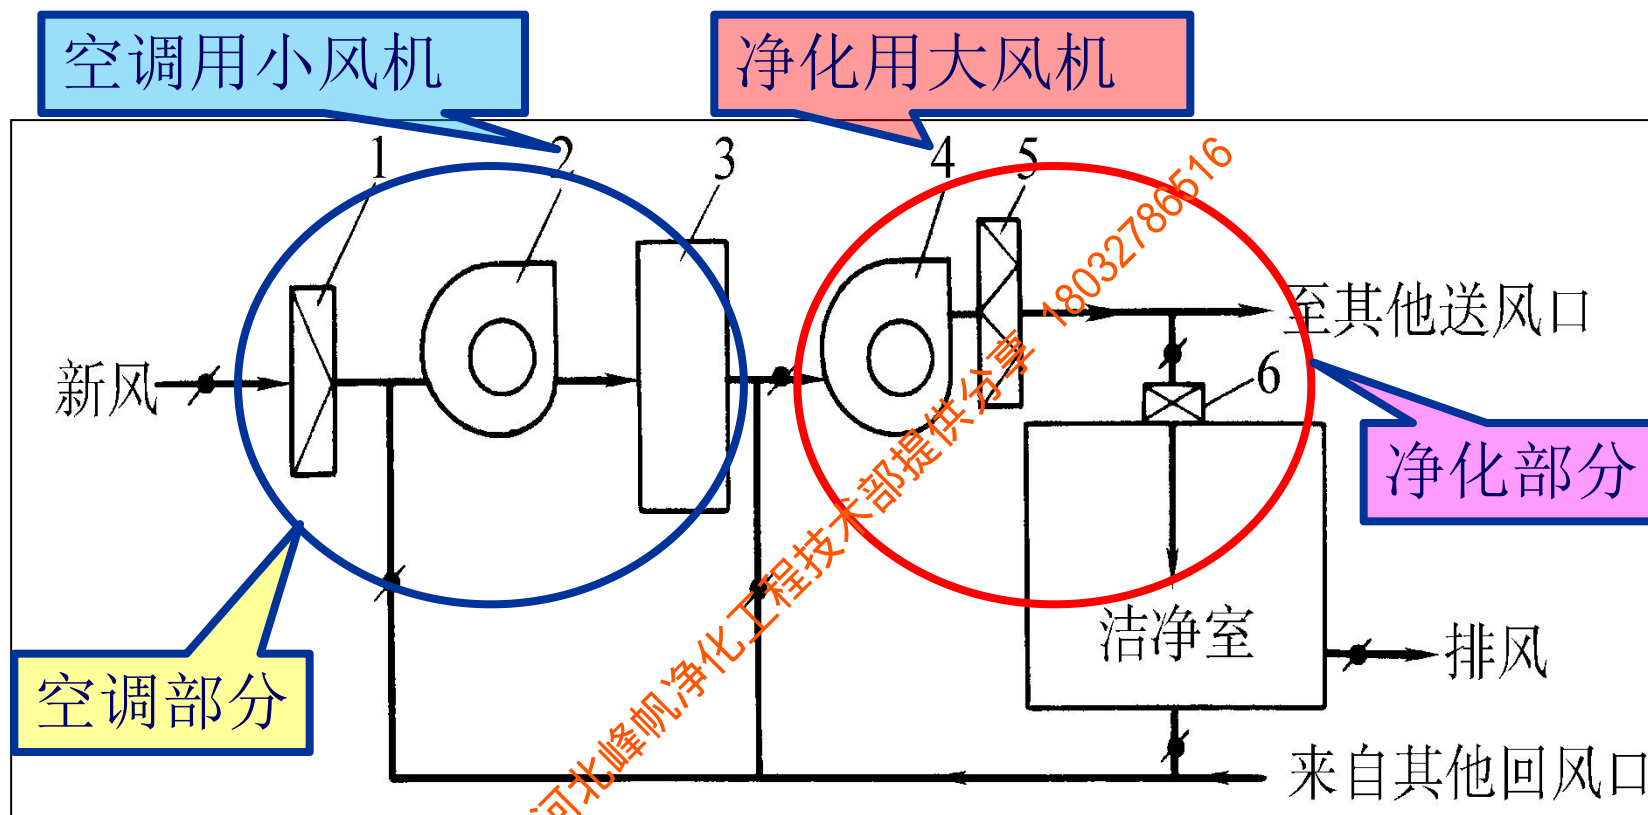 空调用小风机
净化用大风机
1
2
3
4
5
新风
至其他送风口
6
净化部分
洁净室
排风
空调部分
来自其他回风口
河北峰帆净化工程技术部提供分享 18032786516